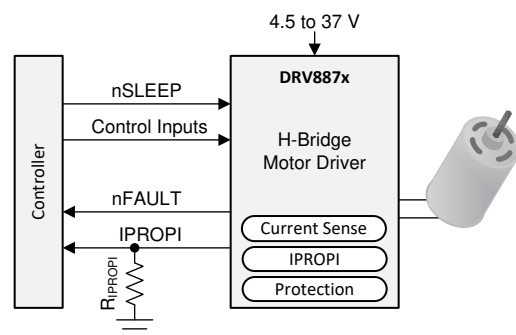 4.5 to 37 V
DRV887x
nSLEEP
Control Inputs
H-Bridge
Motor Driver
Controller
nFAULT
IPROPI
Current Sense
IPROPI
Protection
RIPROPI